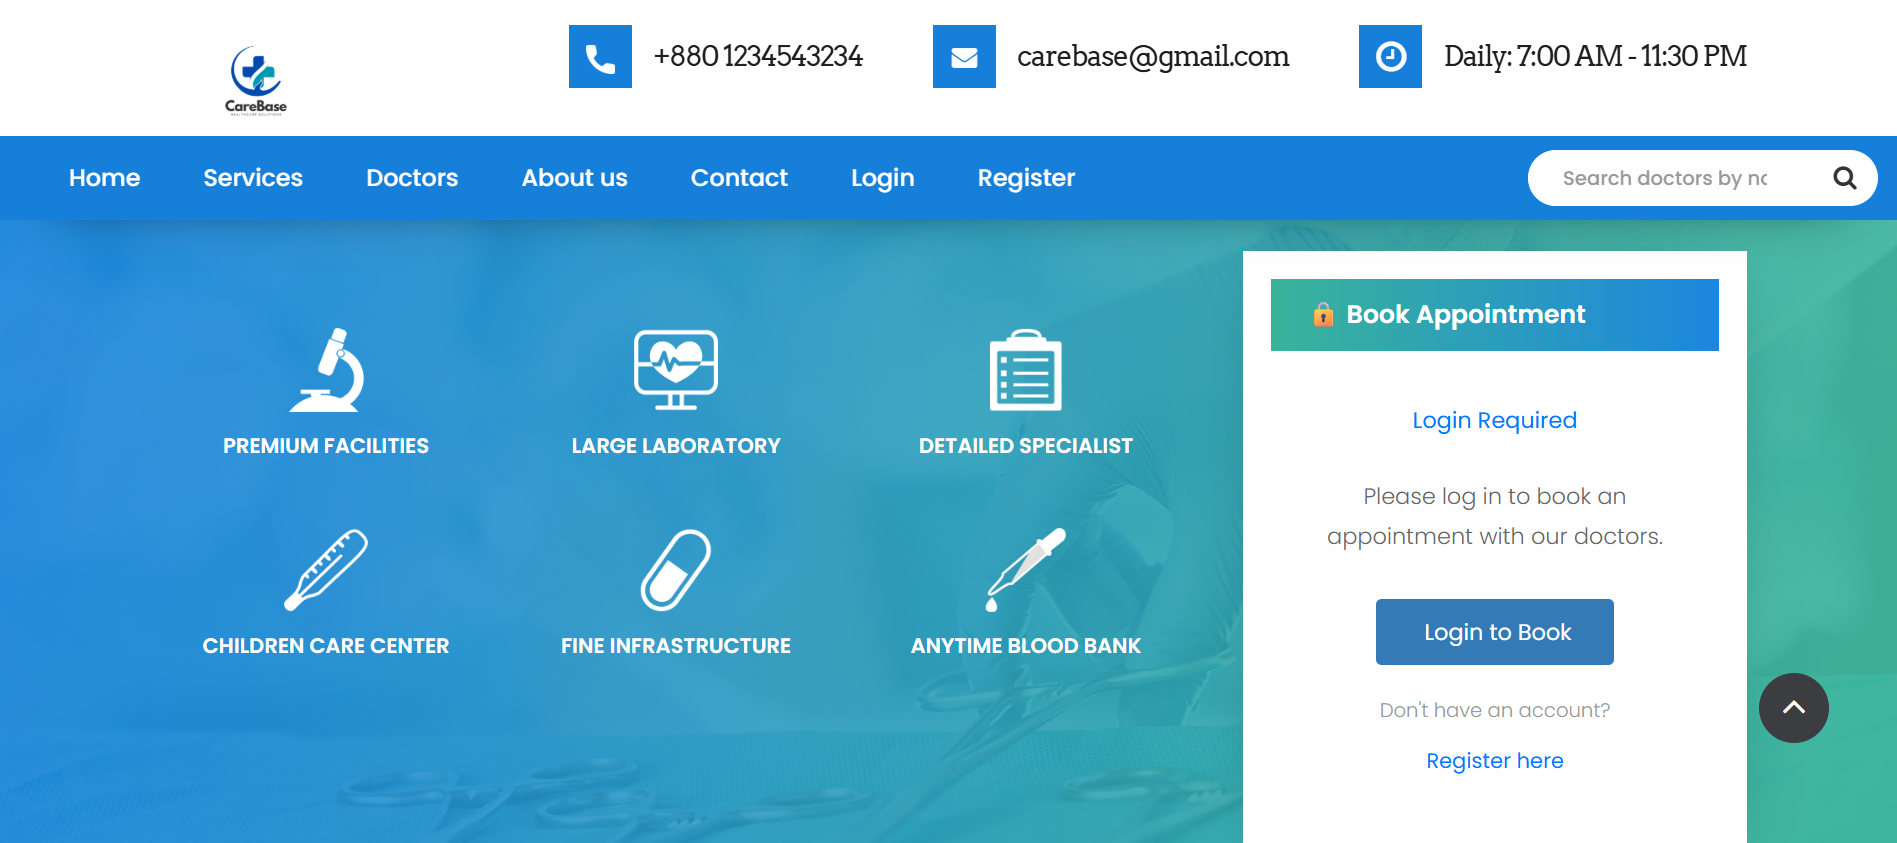 CareBase
HEALTHCARE SOLUTIONS
+880 1234543234
carebase@gmail.com
Daily: 7:00 AM - 11:30 PM
Home
Services
Doctors
About us
Contact
Login
Register
Search doctors by
PREMIUM FACILITIES
LARGE LABORATORY
DETAILED SPECIALIST
CHILDREN CARE CENTER
FINE INFRASTRUCTURE
ANYTIME BLOOD BANK
Book Appointment
Login Required
Please log in to book an
appointment with our doctors.
Login to Book
Don't have an account?
Register here